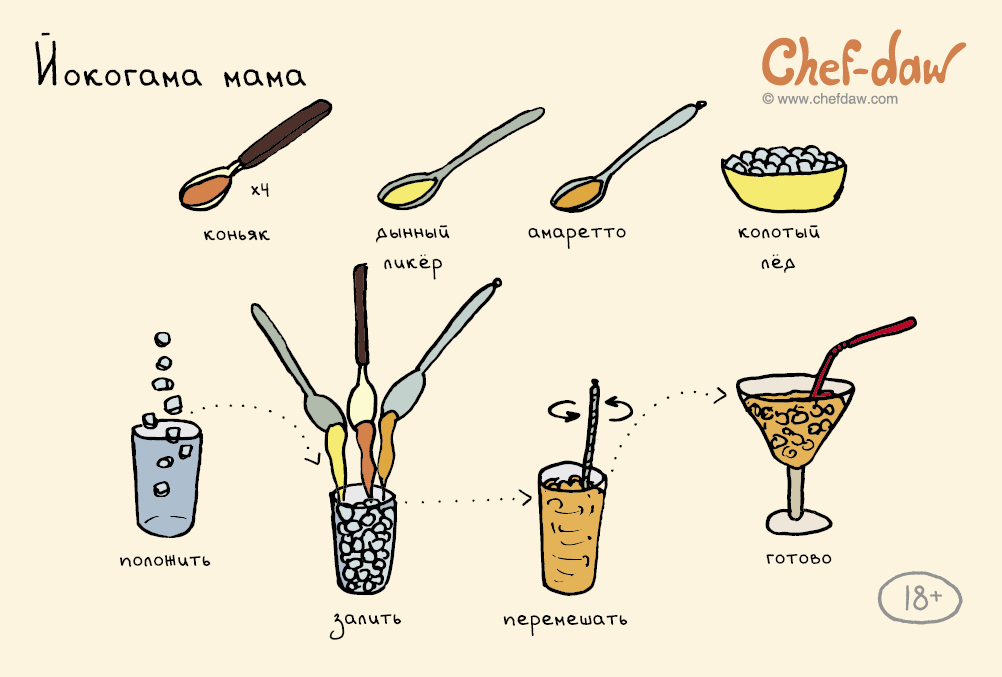 Йокогама мама
Chef-daw
© www.chefdaw.com
x4
коньяк
дынный
ликёр
амаретто
колотый
лёд
положить
залить
перемешать
готово
18+